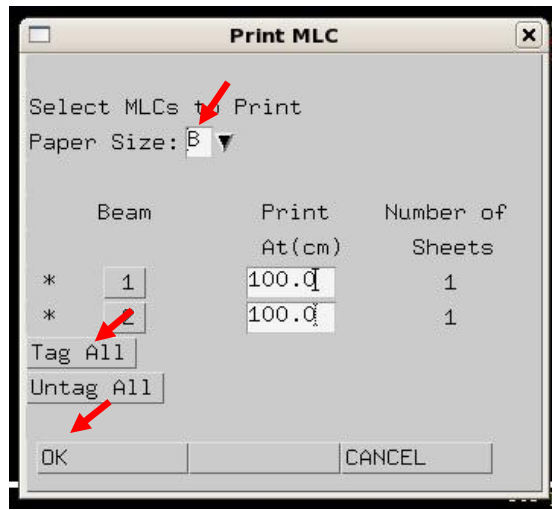 Print MLC
Select MLCs to Print
Paper Size: B
Beam Print Number of
At(cm) Sheets
* 1 100.0 1
* 2 100.0 1
Tag All
Untag All
OK CANCEL